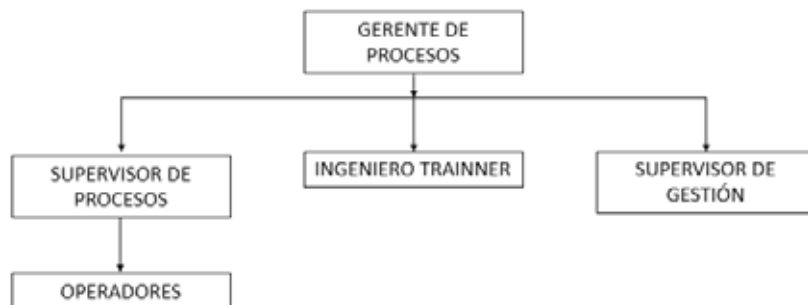 GERENTE DE
PROCESOS
SUPERVISOR DE
PROCESOS
INGENIERO TRAINNER
SUPERVISOR DE
GESTIÓN
OPERADORES